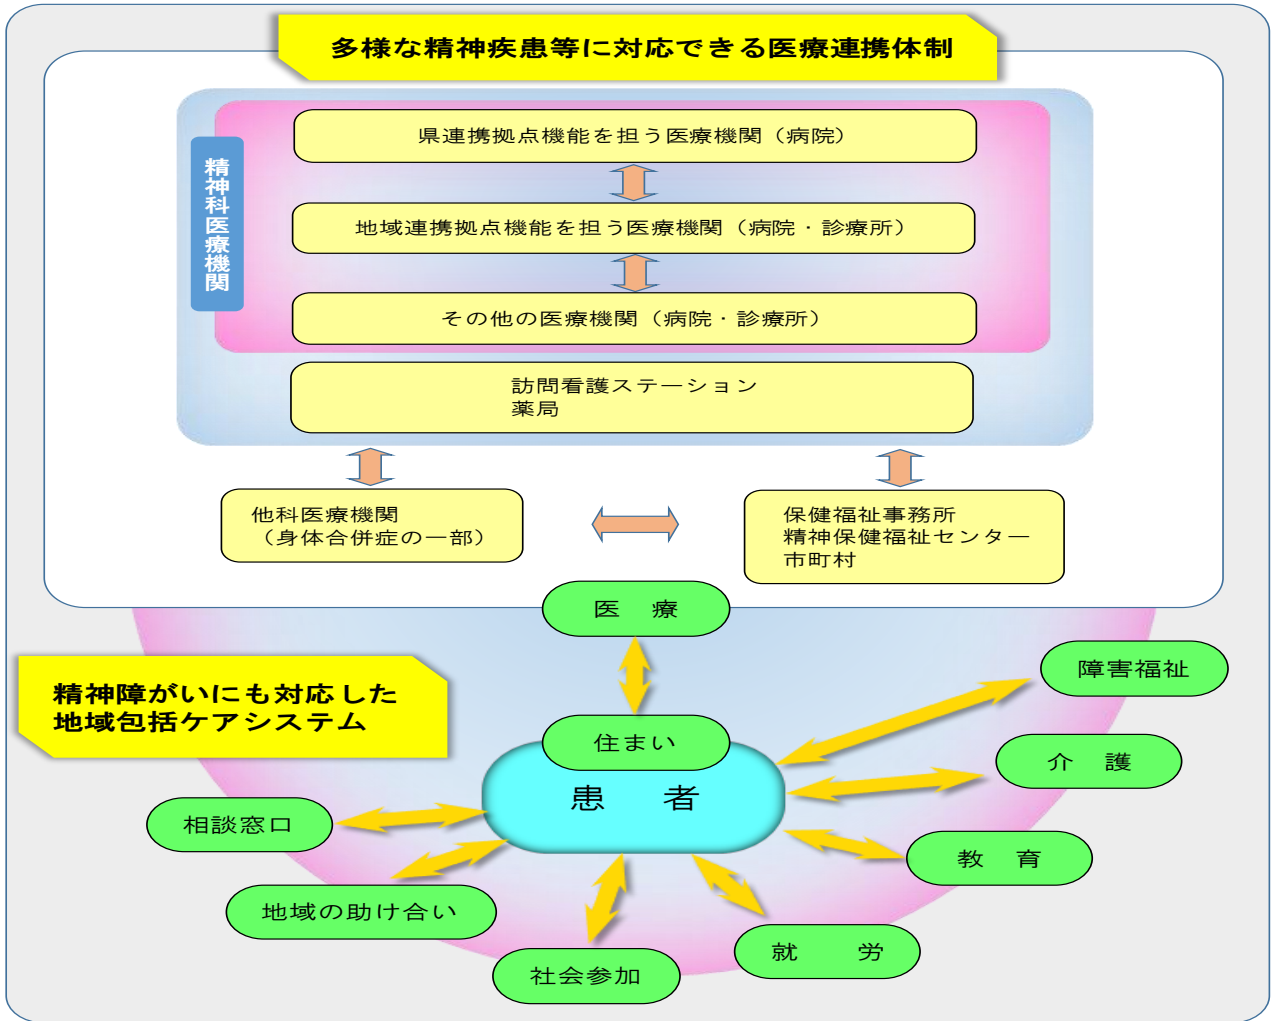 多様な精神疾患等に対応できる医療連携体制
精神科医療機関
県連携拠点機能を担う医療機関（病院）
地域連携拠点機能を担う医療機関（病院・診療所）
その他の医療機関（病院・診療所）
訪問看護ステーション
薬局
他科医療機関
（身体合併症の一部）
保健福祉事務所
精神保健福祉センター
市町村
医　療
精神障がいにも対応した
地域包括ケアシステム
障害福祉
住まい
介　護
患　者
相談窓口
教　育
地域の助け合い
就　労
社会参加